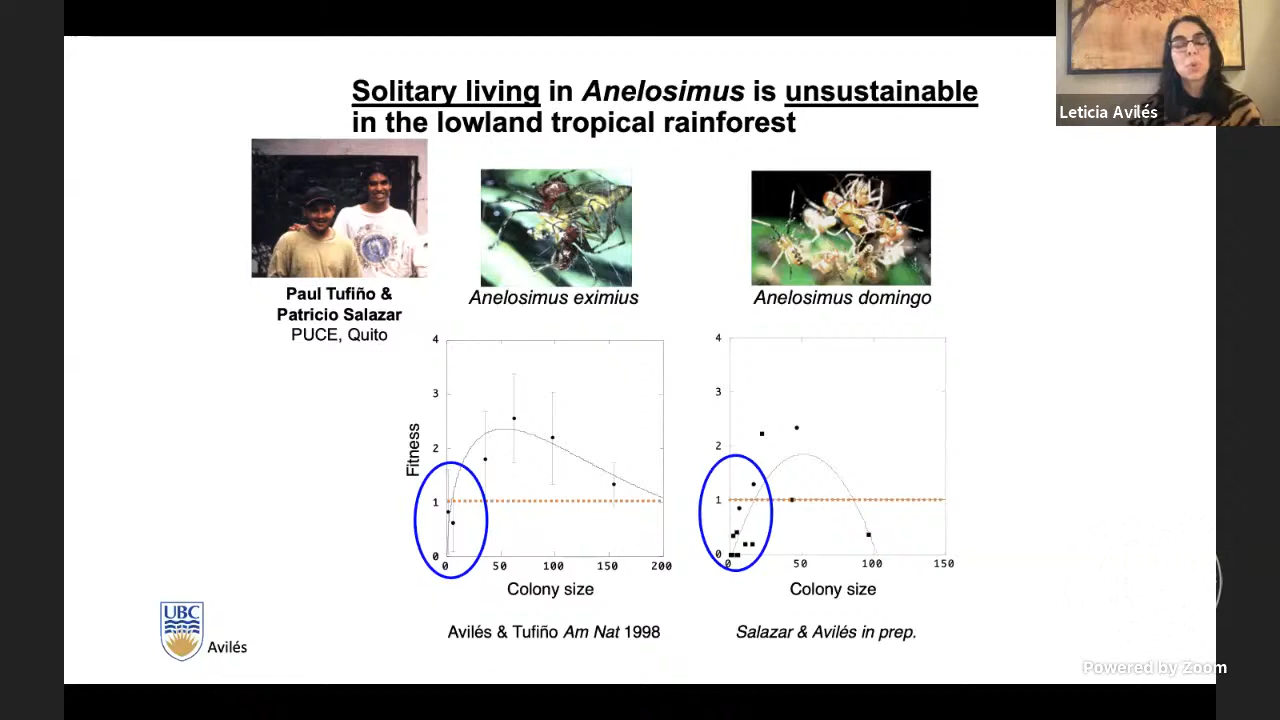 Solitary living in Anelosimus is unsustainable
in the lowland tropical rainforest
Leticia Avilés
Paul Tufiño &
Patricio Salazar
PUCE, Quito
Anelosimus eximius
Anelosimus domingo
Fitness
4
3
2
1
0
0 50 100 150 200
Colony size
4
3
2
1
0
0 50 100 150
Colony size
Avilés & Tufiño Am Nat 1998
Salazar & Avilés in prep.
UBC
Avilés
Powered by Zoom